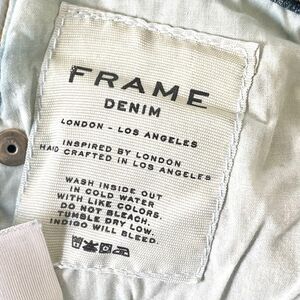 FRAME
DENIM
LONDON - LOS ANGELES
INSPIRED BY LONDON
HAND CRAFTED IN LOS ANGELES
WASH INSIDE OUT
IN COLD WATER
WITH LIKE COLORS.
DO NOT BLEACH.
TUMBLE DRY LOW.
INDIGO WILL BLEED.